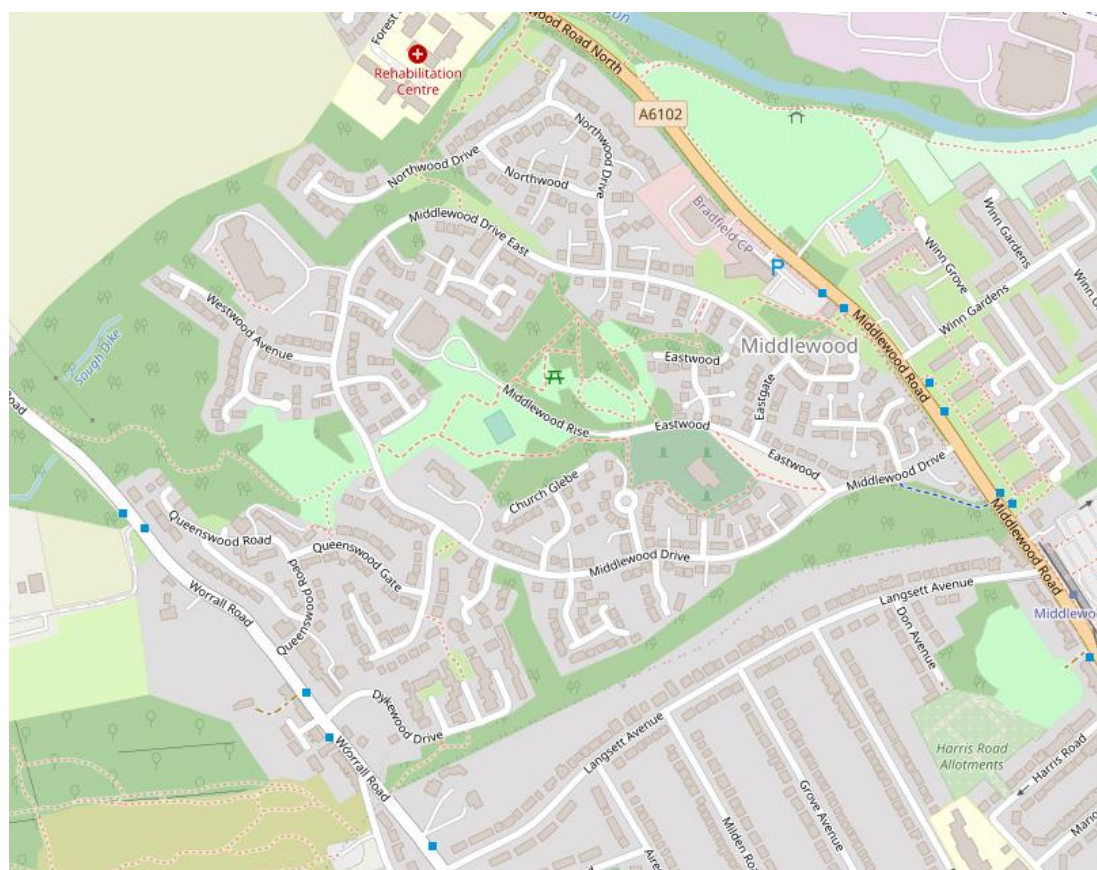 Forest
Rehabilitation
Centre
wood Road North
A6102
Northwood Drive
Northwood Drive
Northwood
Middlewood Drive East
Bradfield CP
P
Winn Grove
Winn Gardens
Winn Gardens
Westwood Avenue
Sough Dike
Road
Middlewood
Middlewood Road
Eastwood
Eastgate
Middlewood Rise
Eastwood
Eastwood
Middlewood Drive
Church Glebe
Queenswood Road
Queenswood Gate
Queenswood Road
Middlewood Drive
Middlewood Road
Worrall Road
Langsett Avenue
Don Avenue
Dykewood Drive
Worrall Road
Langsett Avenue
Harris Road
Allotments
Harris Road
Grove Avenue